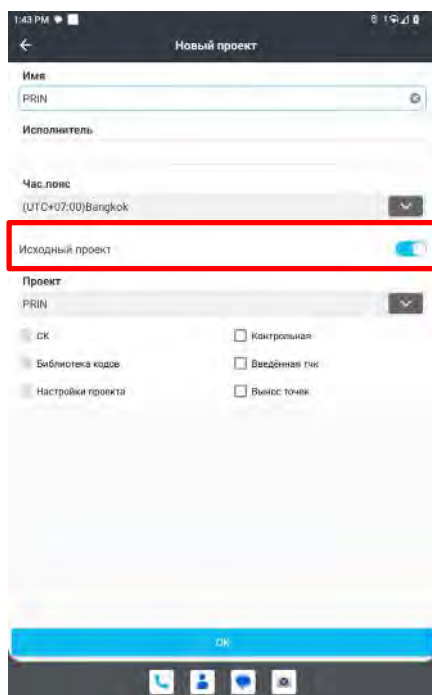 1:43 PM
Новый проект
Имя
PRIN
Исполнитель
Час.пояс
(UTC+07:00)Bangkok
Исходный проект
Проект
PRIN
СК
Контрольная
Библиотека кодов
Введённая тчк
Настройки проекта
Вынос точек
OK